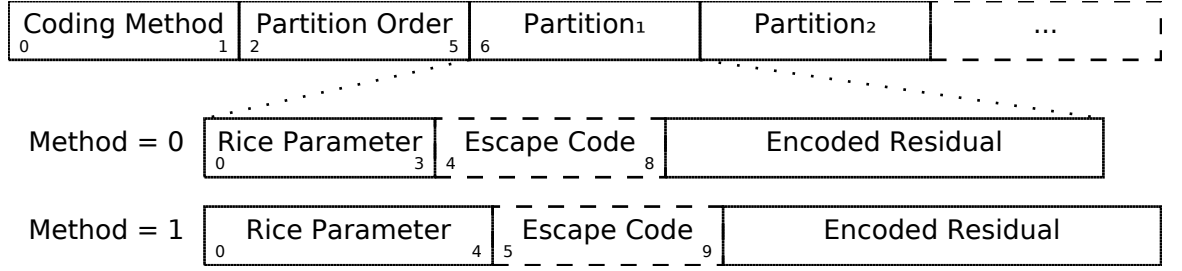 Coding Method Partition Order Partition₁ Partition₂ ...
0 1 2 5 6
Method = 0 Rice Parameter Escape Code Encoded Residual
0 3 4 8
Method = 1 Rice Parameter Escape Code Encoded Residual
0 4 5 9